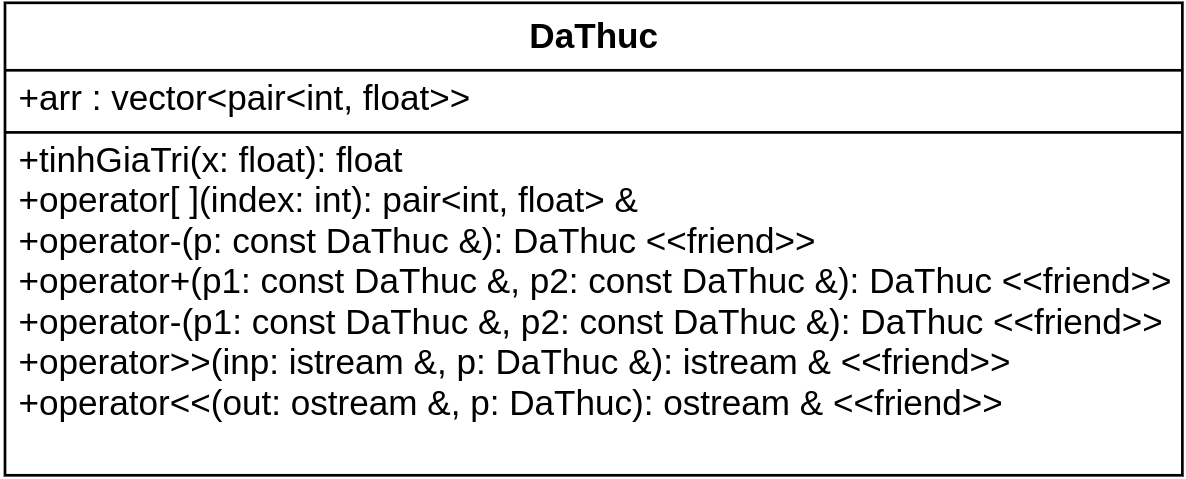 DaThuc
+arr : vector<pair<int, float>>
+tinhGiaTri(x: float): float
+operator[ ](index: int): pair<int, float> &
+operator-(p: const DaThuc &): DaThuc <<friend>>
+operator+(p1: const DaThuc &, p2: const DaThuc &): DaThuc <<friend>>
+operator-(p1: const DaThuc &, p2: const DaThuc &): DaThuc <<friend>>
+operator>>(inp: istream &, p: DaThuc &): istream & <<friend>>
+operator<<(out: ostream &, p: DaThuc): ostream & <<friend>>